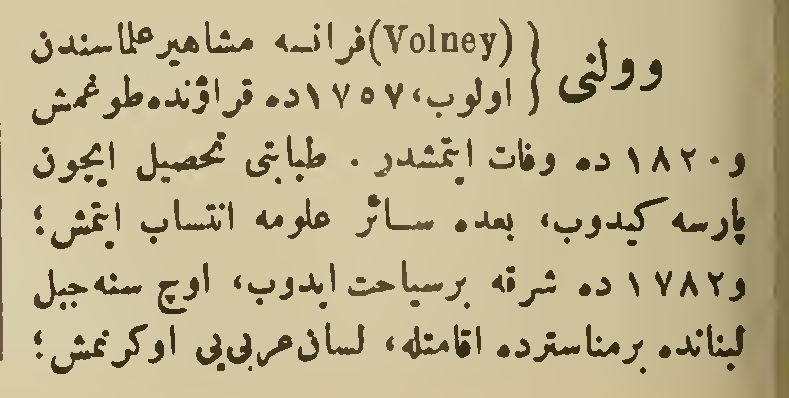 وولنی } (Volney) فرانسه مشاهیر علماسندن
اولوب، ۱۷۵۷ ده قراٶنده طوغمش
و ۱۸۲۰ ده وفات ایتمشدر . طبابتی تحصیل ایچون
پارسه کیدوب، بعده سائر علومه انتساب ایتمش؛
و ۱۷۸۲ ده شرقه برسیاحت ایدوب، اوچ سنه جبل
لبنانده برمناسترده اقامتله، لسان عربی‌یی اوکرنمش؛